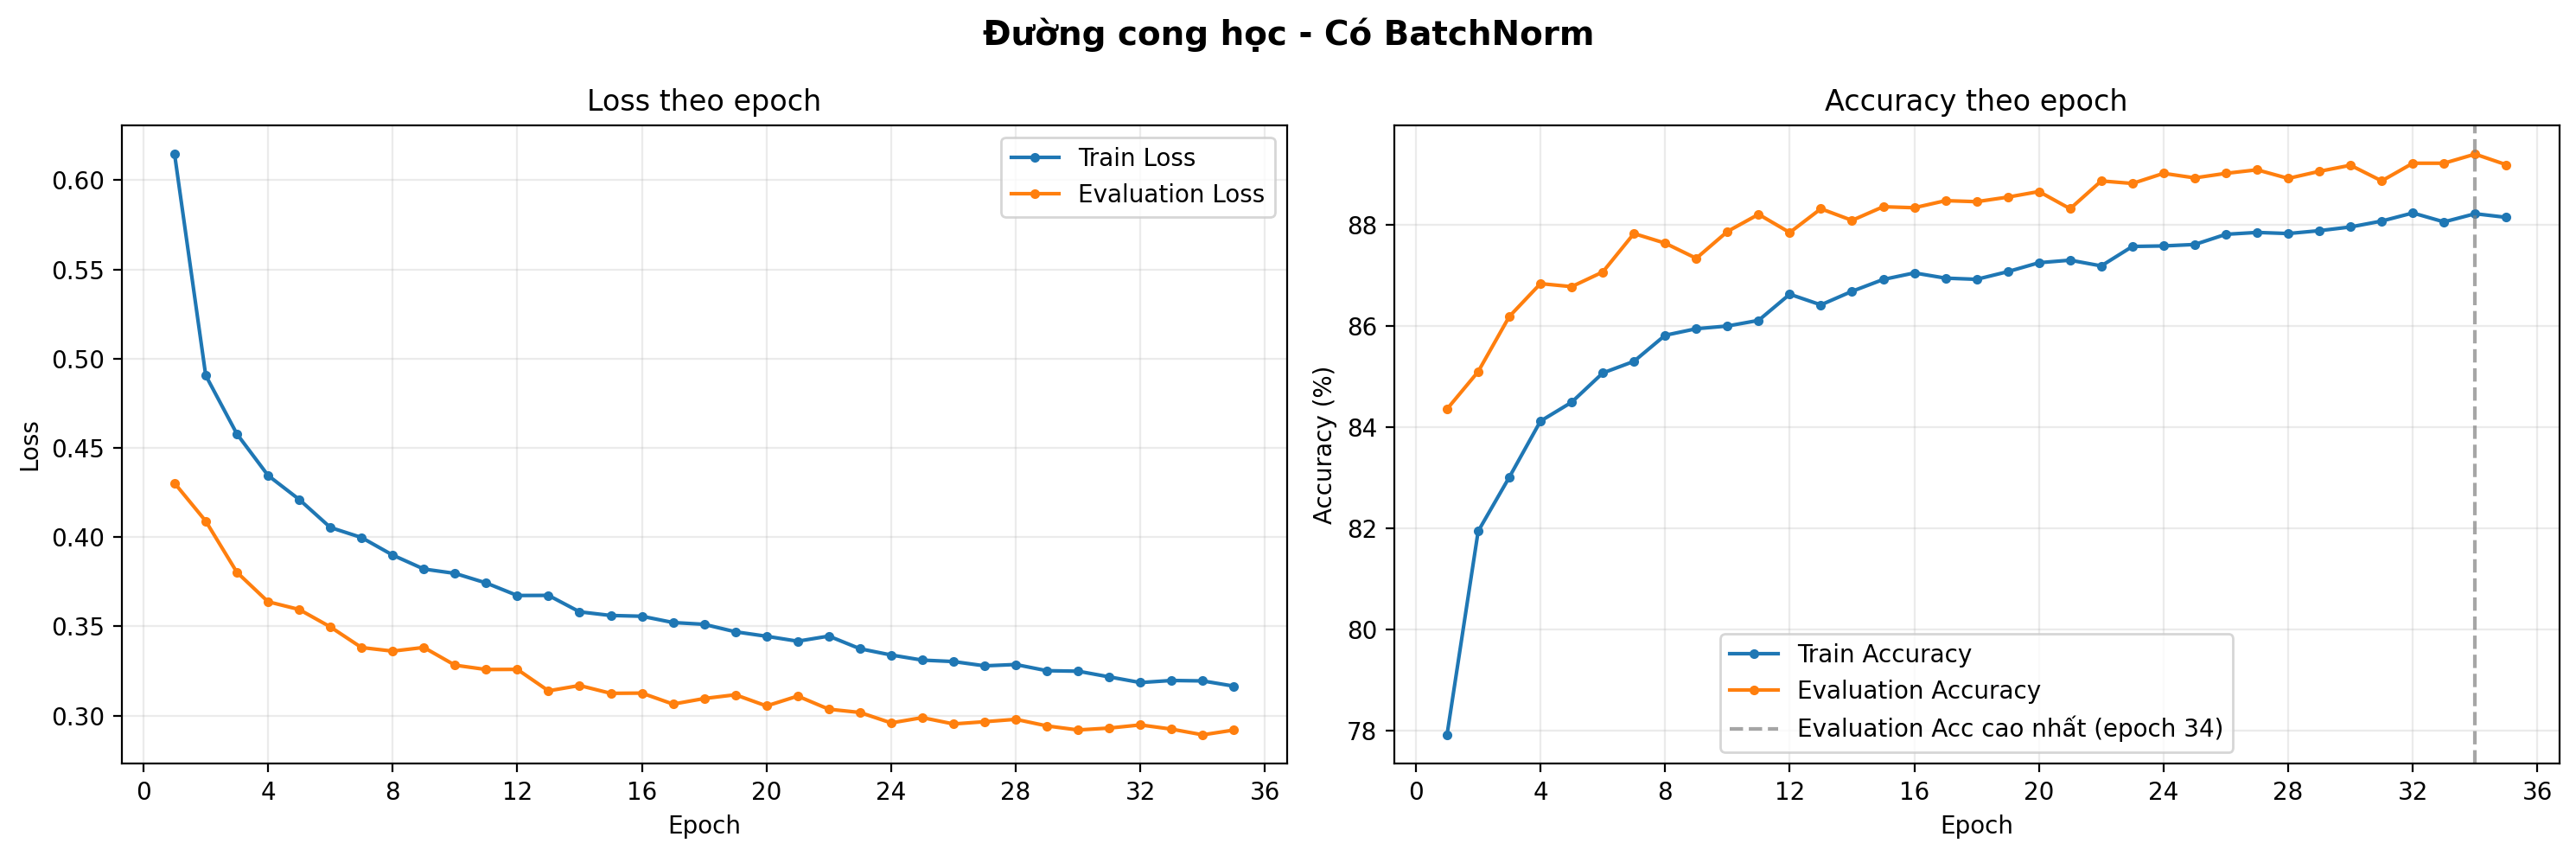 Đường cong học - Có BatchNorm
Loss theo epoch
Train Loss
Evaluation Loss
0.60
0.55
0.50
0.45
0.40
0.35
0.30
Loss
0 4 8 12 16 20 24 28 32 36
Epoch
Accuracy theo epoch
88
86
84
82
80
78
Accuracy (%)
Train Accuracy
Evaluation Accuracy
Evaluation Acc cao nhất (epoch 34)
0 4 8 12 16 20 24 28 32 36
Epoch